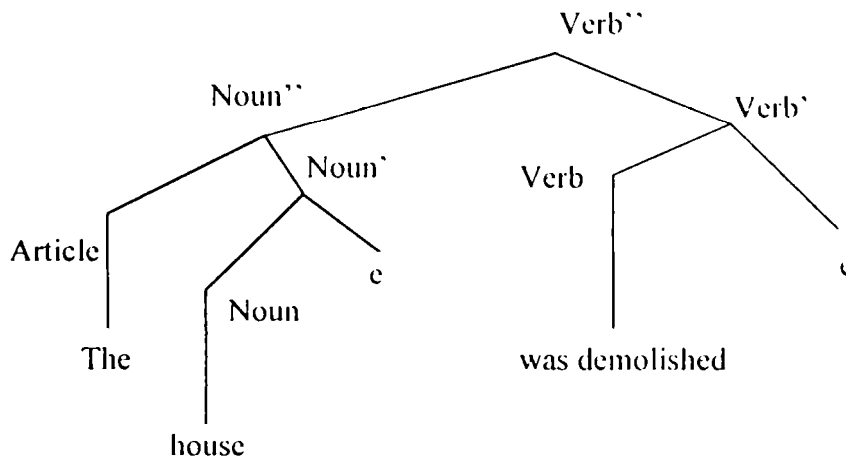 Verb''
Noun''
Verb'
Noun'
Verb
Article
e
e
Noun
The
was demolished
house